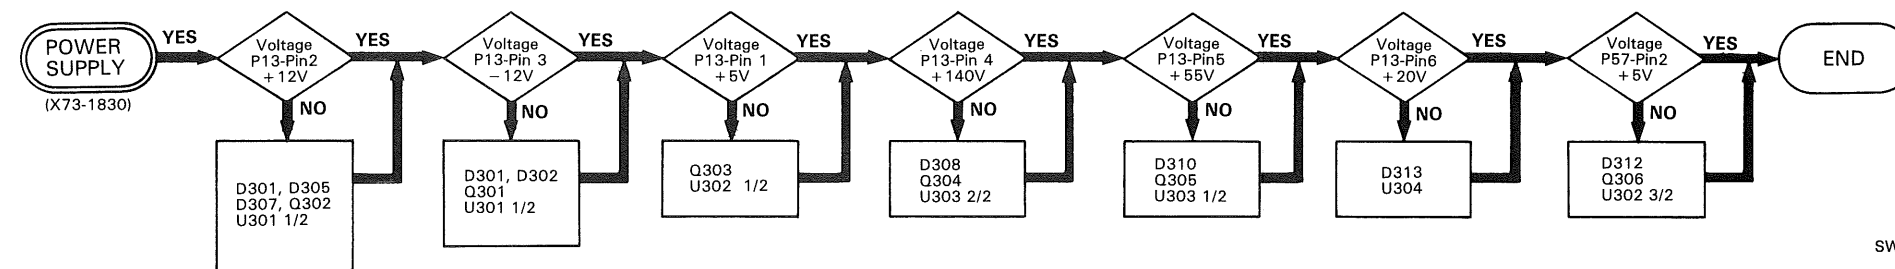 POWER
SUPPLY
(X73-1830)
YES
Voltage
P13-Pin2
+12V
YES
NO
D301, D305
D307, Q302
U301 1/2
Voltage
P13-Pin 3
−12V
YES
NO
D301, D302
Q301
U301 1/2
Voltage
P13-Pin 1
+5V
YES
NO
Q303
U302 1/2
Voltage
P13-Pin 4
+140V
YES
NO
D308
Q304
U303 2/2
Voltage
P13-Pin5
+55V
YES
NO
D310
Q305
U303 1/2
Voltage
P13-Pin6
+20V
YES
NO
D313
U304
Voltage
P57-Pin2
+5V
YES
NO
D312
Q306
U302 3/2
END
SW